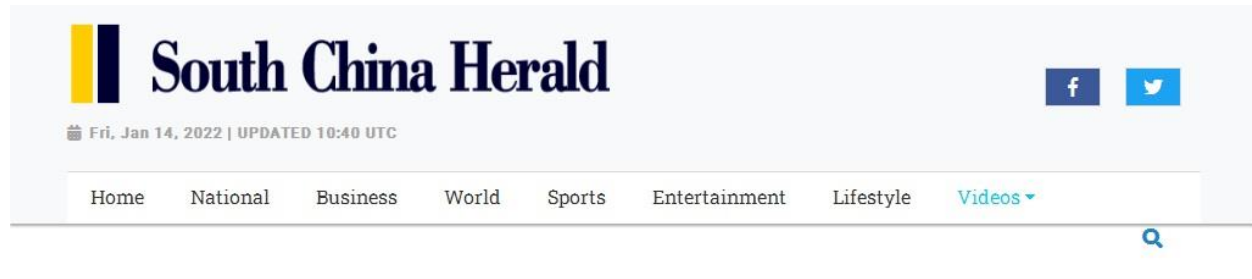 South China Herald
Fri, Jan 14, 2022 | UPDATED 10:40 UTC
Home National Business World Sports Entertainment Lifestyle Videos